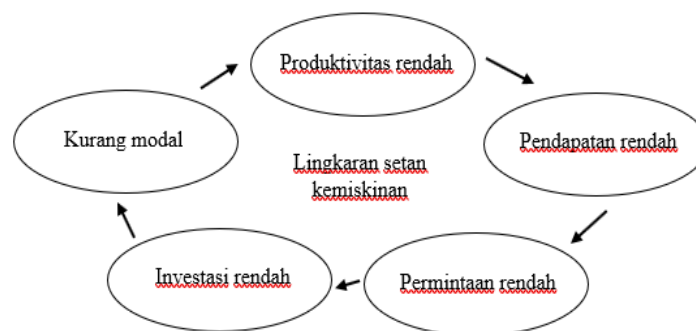 Produktivitas rendah
Kurang modal
Pendapatan rendah
Lingkaran setan
kemiskinan
Investasi rendah
Permintaan rendah